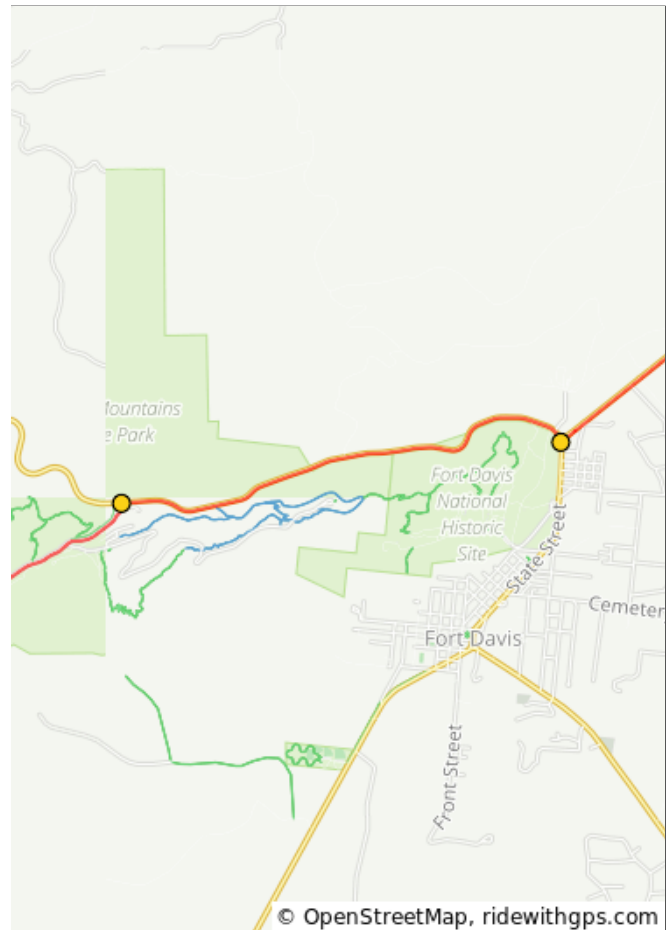 Mountains
e Park
Fort Davis
National
Historic
Site
State Street
Cemeter
Fort Davis
Front Street
© OpenStreetMap, ridewithgps.com